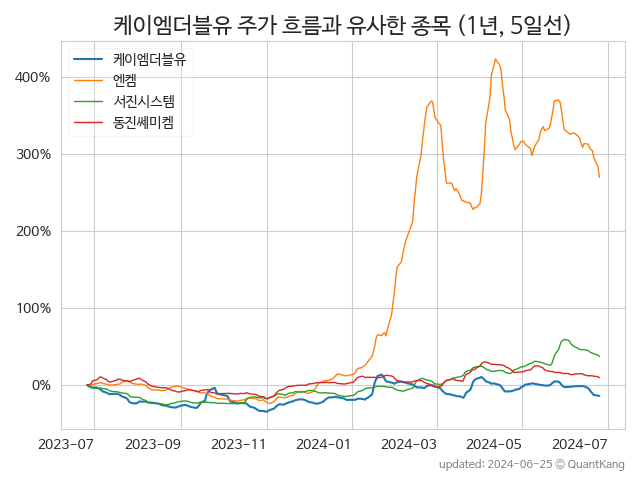 케이엠더블유 주가 흐름과 유사한 종목 (1년, 5일선)
케이엠더블유
엔켐
서진시스템
동진쎄미켐
400%
300%
200%
100%
0%
2023-07 2023-09 2023-11 2024-01 2024-03 2024-05 2024-07
updated: 2024-06-25 © QuantKang